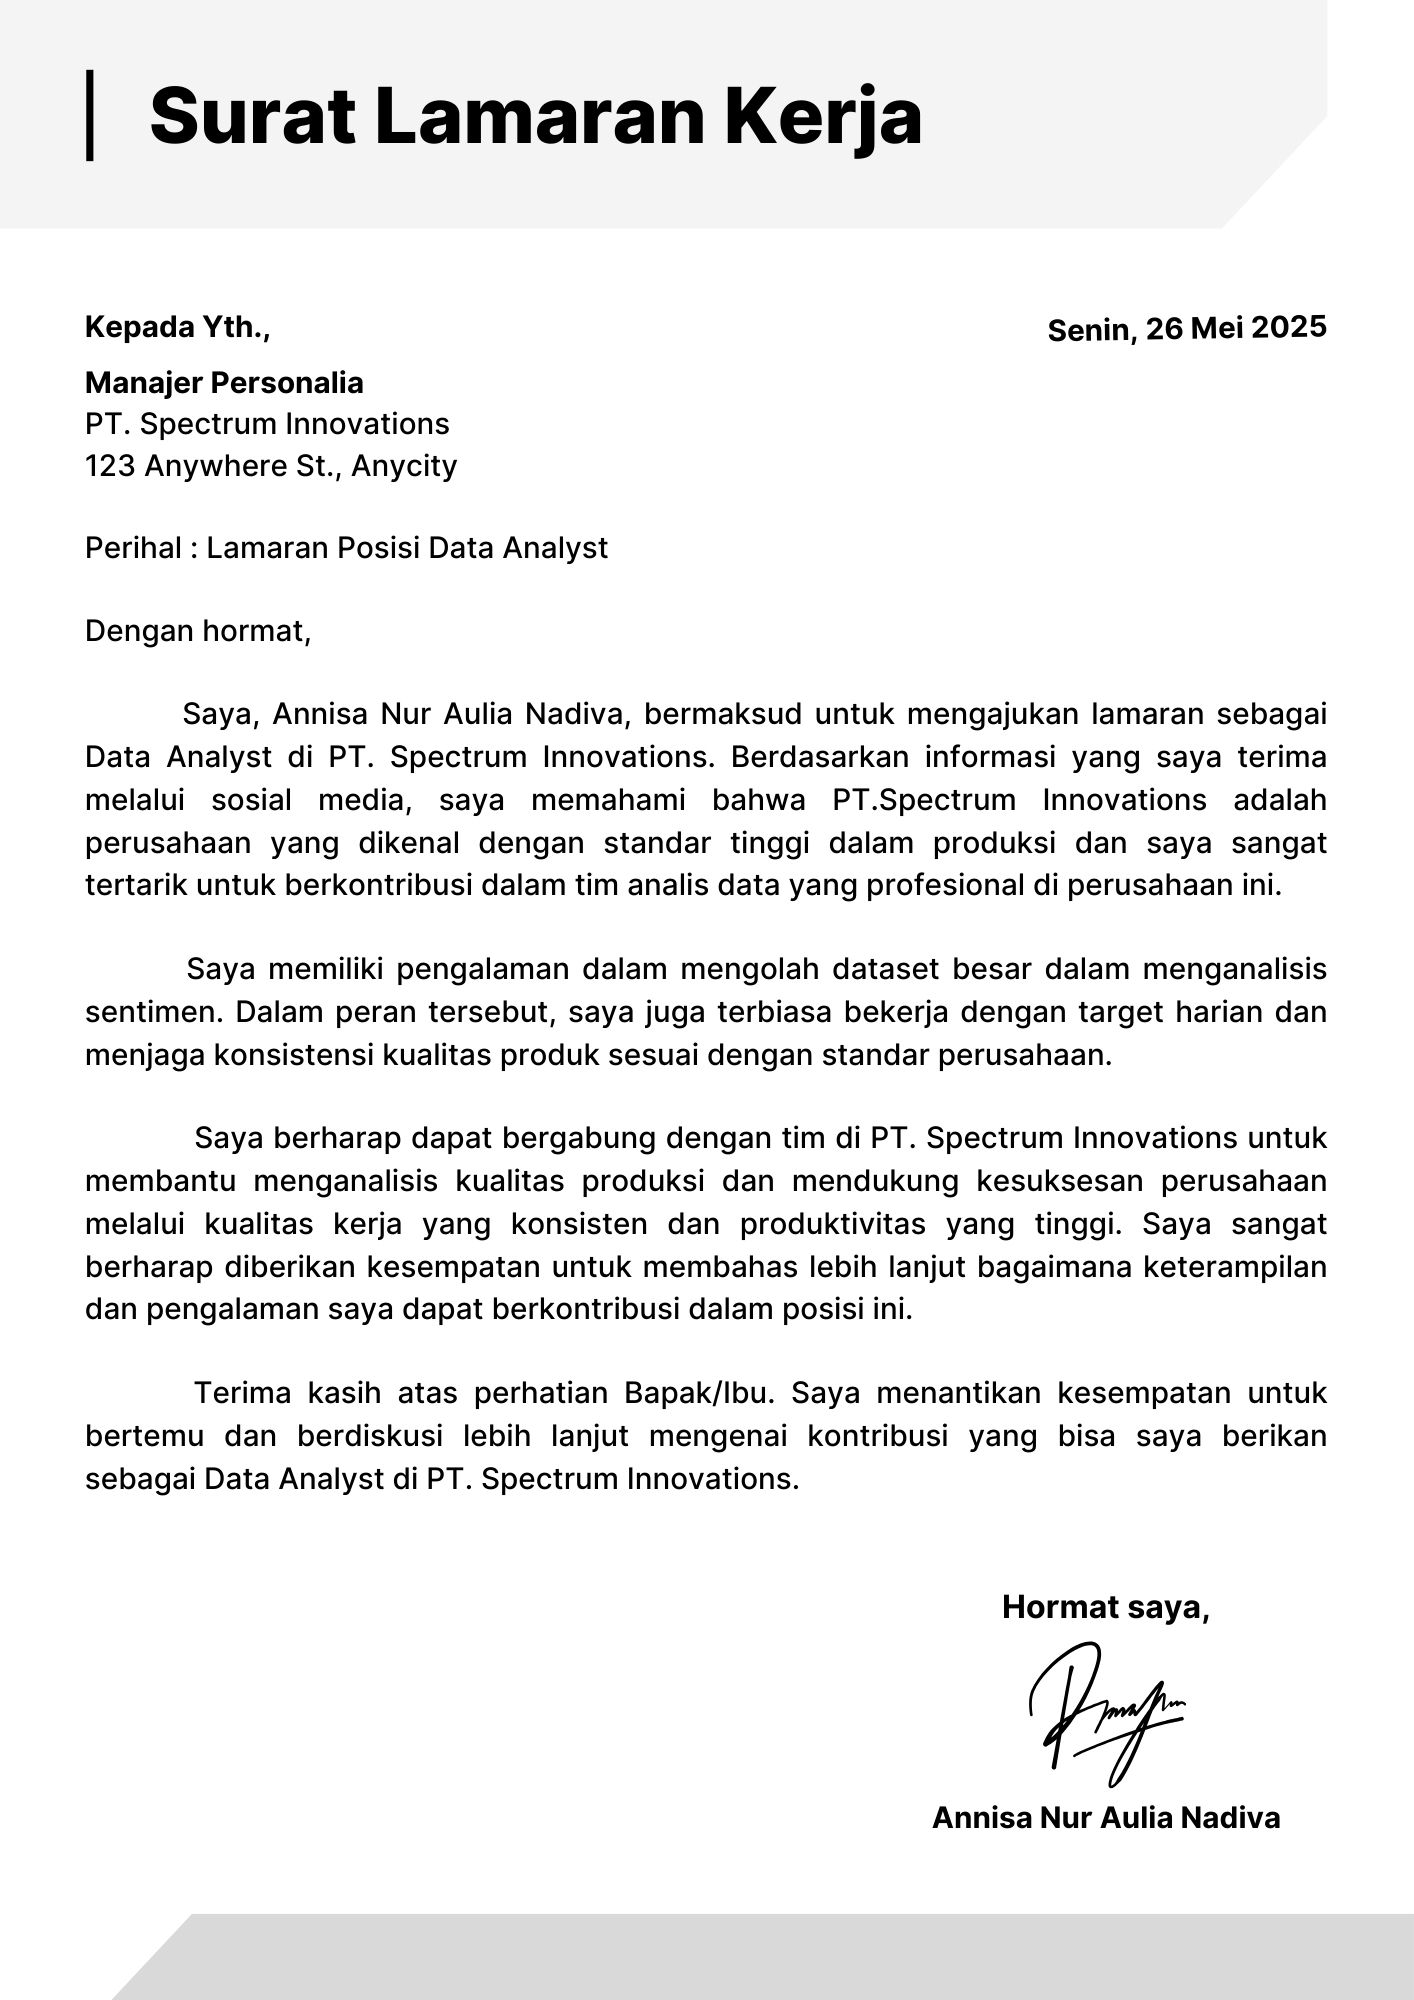 Surat Lamaran Kerja
Kepada Yth.,
Senin, 26 Mei 2025
Manajer Personalia
PT. Spectrum Innovations
123 Anywhere St., Anycity
Perihal : Lamaran Posisi Data Analyst
Dengan hormat,
Saya, Annisa Nur Aulia Nadiva, bermaksud untuk mengajukan lamaran sebagai
Data Analyst di PT. Spectrum Innovations. Berdasarkan informasi yang saya terima
melalui sosial media, saya memahami bahwa PT.Spectrum Innovations adalah
perusahaan yang dikenal dengan standar tinggi dalam produksi dan saya sangat
tertarik untuk berkontribusi dalam tim analis data yang profesional di perusahaan ini.
Saya memiliki pengalaman dalam mengolah dataset besar dalam menganalisis
sentimen. Dalam peran tersebut, saya juga terbiasa bekerja dengan target harian dan
menjaga konsistensi kualitas produk sesuai dengan standar perusahaan.
Saya berharap dapat bergabung dengan tim di PT. Spectrum Innovations untuk
membantu menganalisis kualitas produksi dan mendukung kesuksesan perusahaan
melalui kualitas kerja yang konsisten dan produktivitas yang tinggi. Saya sangat
berharap diberikan kesempatan untuk membahas lebih lanjut bagaimana keterampilan
dan pengalaman saya dapat berkontribusi dalam posisi ini.
Terima kasih atas perhatian Bapak/Ibu. Saya menantikan kesempatan untuk
bertemu dan berdiskusi lebih lanjut mengenai kontribusi yang bisa saya berikan
sebagai Data Analyst di PT. Spectrum Innovations.
Hormat saya,
Annisa Nur Aulia Nadiva